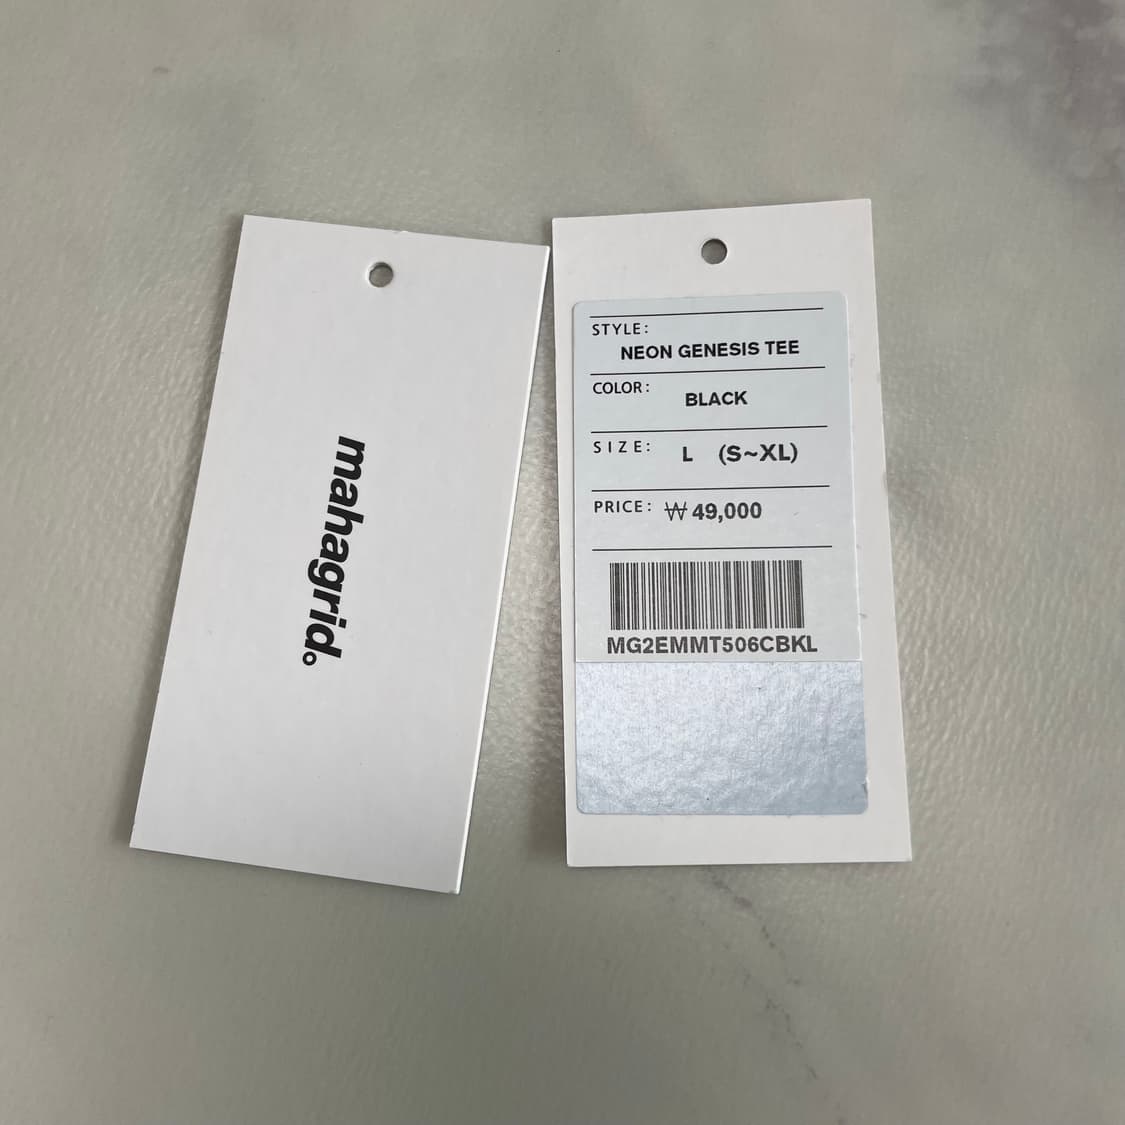 mahagrid
STYLE:
NEON GENESIS TEE
COLOR:
BLACK
SIZE: L (S~XL)
PRICE: ₩ 49,000
MG2EMMT506CBKL